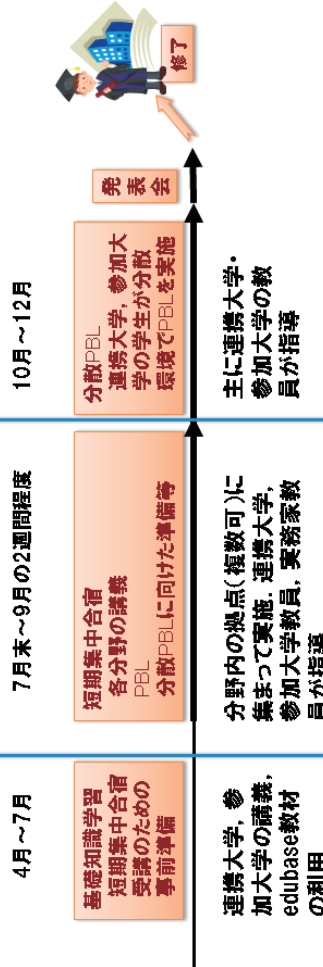 4月～7月
基礎知識学習
短期集中合宿
受講のための
事前準備
連携大学，参
加大学の講義，
edubase教材
の利用
7月末～9月の2週間程度
短期集中合宿
各分野の講義
PBL
分散PBLに向けた準備等
分野内の拠点(複数可)に
集まって実施．連携大学，
参加大学教員，実務家教
員が指導
10月～12月
分散PBL
連携大学，参加大
学の学生が分散
環境でPBLを実施
主に連携大学・
参加大学の教
員が指導
発表会
修了